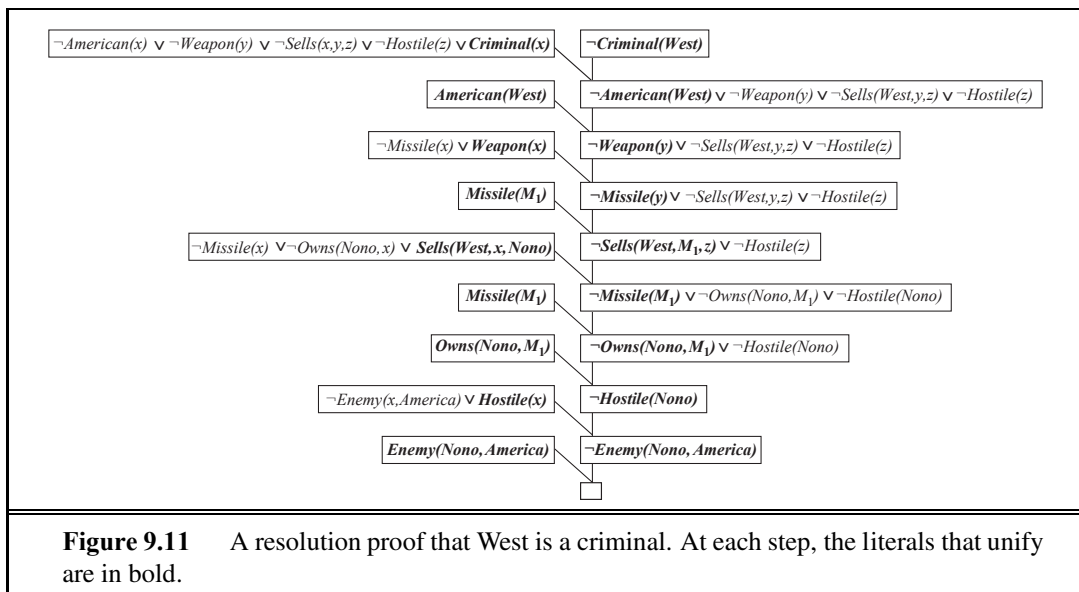 ¬American(x) ∨ ¬Weapon(y) ∨ ¬Sells(x,y,z) ∨ ¬Hostile(z) ∨ Criminal(x) ¬Criminal(West)
American(West) ¬American(West) ∨ ¬Weapon(y) ∨ ¬Sells(West,y,z) ∨ ¬Hostile(z)
¬Missile(x) ∨ Weapon(x) ¬Weapon(y) ∨ ¬Sells(West,y,z) ∨ ¬Hostile(z)
Missile(M₁) ¬Missile(y) ∨ ¬Sells(West,y,z) ∨ ¬Hostile(z)
¬Missile(x) ∨ ¬Owns(Nono,x) ∨ Sells(West,x,Nono) ¬Sells(West,M₁,z) ∨ ¬Hostile(z)
Missile(M₁) ¬Missile(M₁) ∨ ¬Owns(Nono,M₁) ∨ ¬Hostile(Nono)
Owns(Nono,M₁) ¬Owns(Nono,M₁) ∨ ¬Hostile(Nono)
¬Enemy(x,America) ∨ Hostile(x) ¬Hostile(Nono)
Enemy(Nono,America) ¬Enemy(Nono,America)
Figure 9.11 A resolution proof that West is a criminal. At each step, the literals that unify
are in bold.